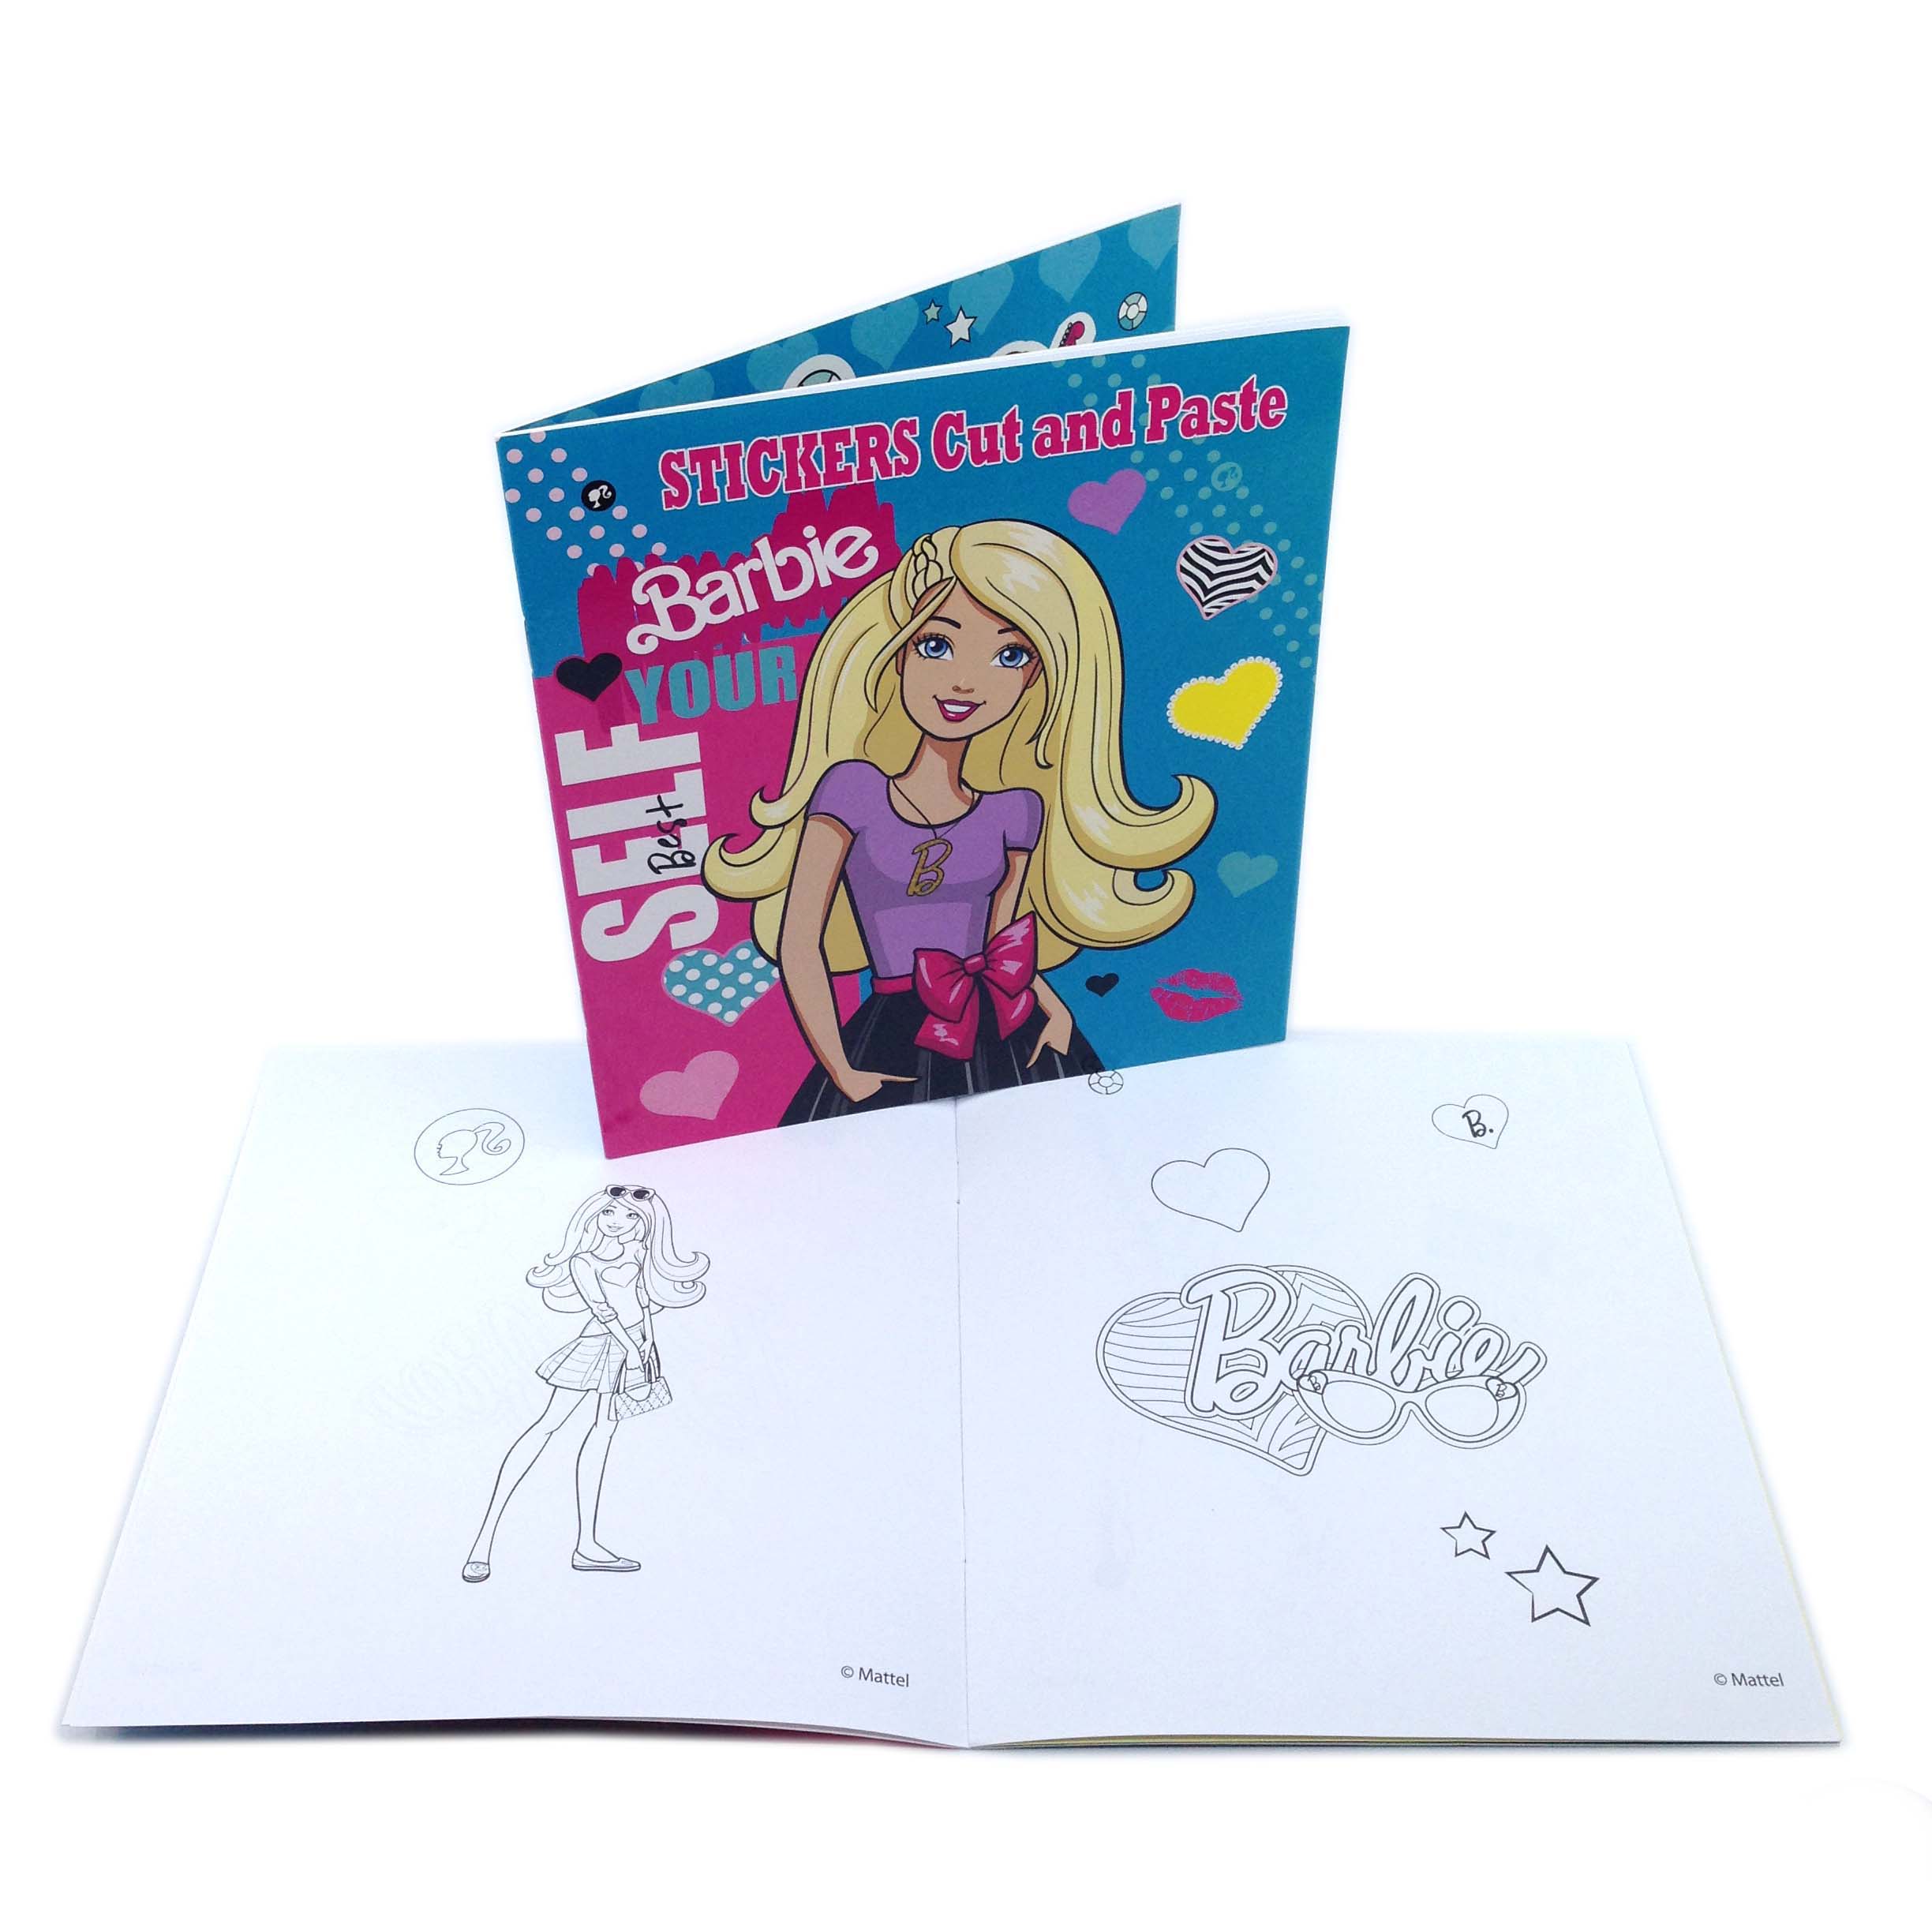 STICKERS Cut and Paste
Barbie
YOUR
Best
SELF
B
B.
Barbie
B B
© Mattel
© Mattel